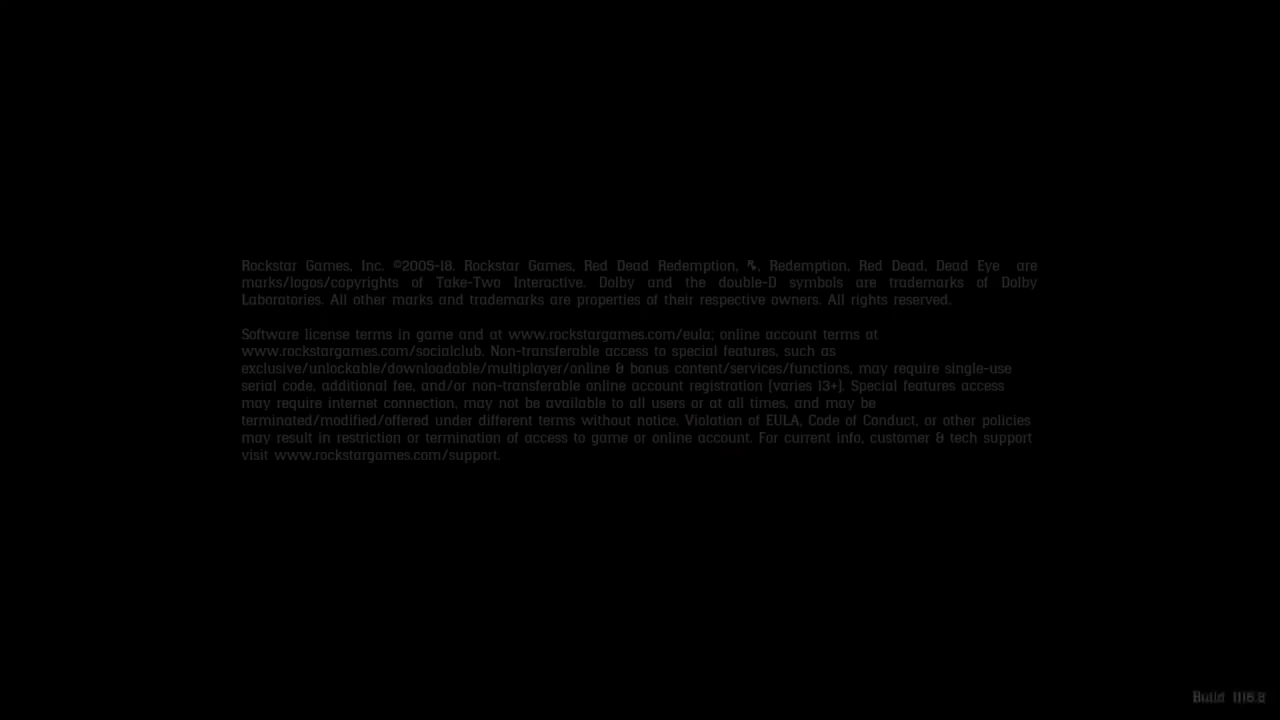 Rockstar Games, Inc. ©2005-18. Rockstar Games, Red Dead Redemption, R*, Redemption, Red Dead, Dead Eye are
marks/logos/copyrights of Take-Two Interactive. Dolby and the double-D symbols are trademarks of Dolby
Laboratories. All other marks and trademarks are properties of their respective owners. All rights reserved.
Software license terms in game and at www.rockstargames.com/eula; online account terms at
www.rockstargames.com/socialclub. Non-transferable access to special features, such as
exclusive/unlockable/downloadable/multiplayer/online & bonus content/services/functions, may require single-use
serial code, additional fee, and/or non-transferable online account registration (varies 13+). Special features access
may require internet connection, may not be available to all users or at all times, and may be
terminated/modified/offered under different terms without notice. Violation of EULA, Code of Conduct, or other policies
may result in restriction or termination of access to game or online account. For current info, customer & tech support
visit www.rockstargames.com/support.
Build